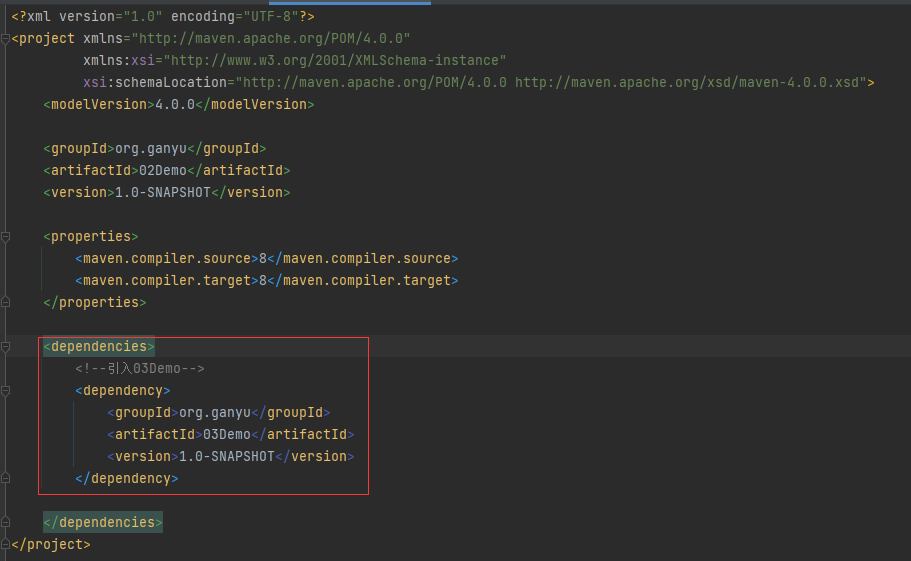 <?xml version="1.0" encoding="UTF-8"?>
<project xmlns="http://maven.apache.org/POM/4.0.0"
xmlns:xsi="http://www.w3.org/2001/XMLSchema-instance"
xsi:schemaLocation="http://maven.apache.org/POM/4.0.0 http://maven.apache.org/xsd/maven-4.0.0.xsd">
<modelVersion>4.0.0</modelVersion>
<groupId>org.ganyu</groupId>
<artifactId>02Demo</artifactId>
<version>1.0-SNAPSHOT</version>
<properties>
<maven.compiler.source>8</maven.compiler.source>
<maven.compiler.target>8</maven.compiler.target>
</properties>
<dependencies>
<!--引入03Demo-->
<dependency>
<groupId>org.ganyu</groupId>
<artifactId>03Demo</artifactId>
<version>1.0-SNAPSHOT</version>
</dependency>
</dependencies>
</project>